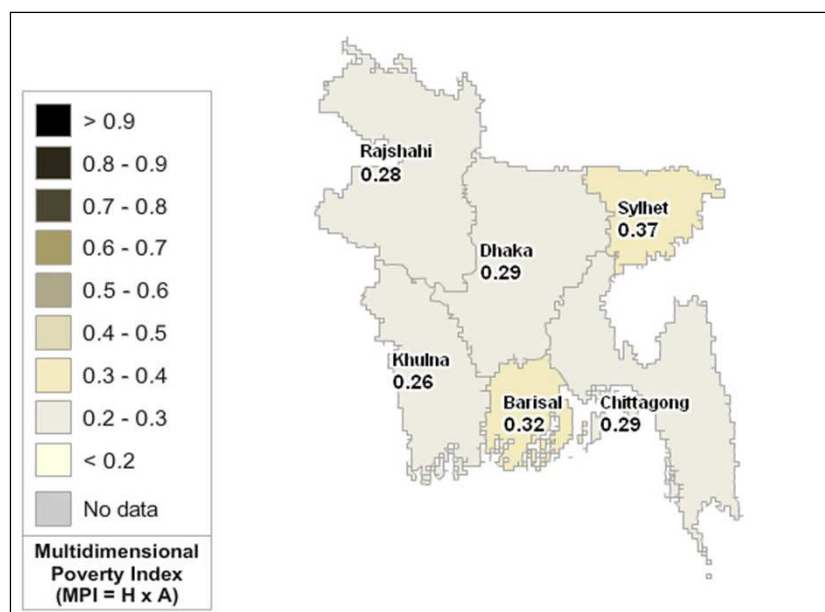 > 0.9
0.8 - 0.9
0.7 - 0.8
0.6 - 0.7
0.5 - 0.6
0.4 - 0.5
0.3 - 0.4
0.2 - 0.3
< 0.2
No data
Multidimensional
Poverty Index
(MPI = H x A)
Rajshahi
0.28
Sylhet
0.37
Dhaka
0.29
Khulna
0.26
Barisal
0.32
Chittagong
0.29